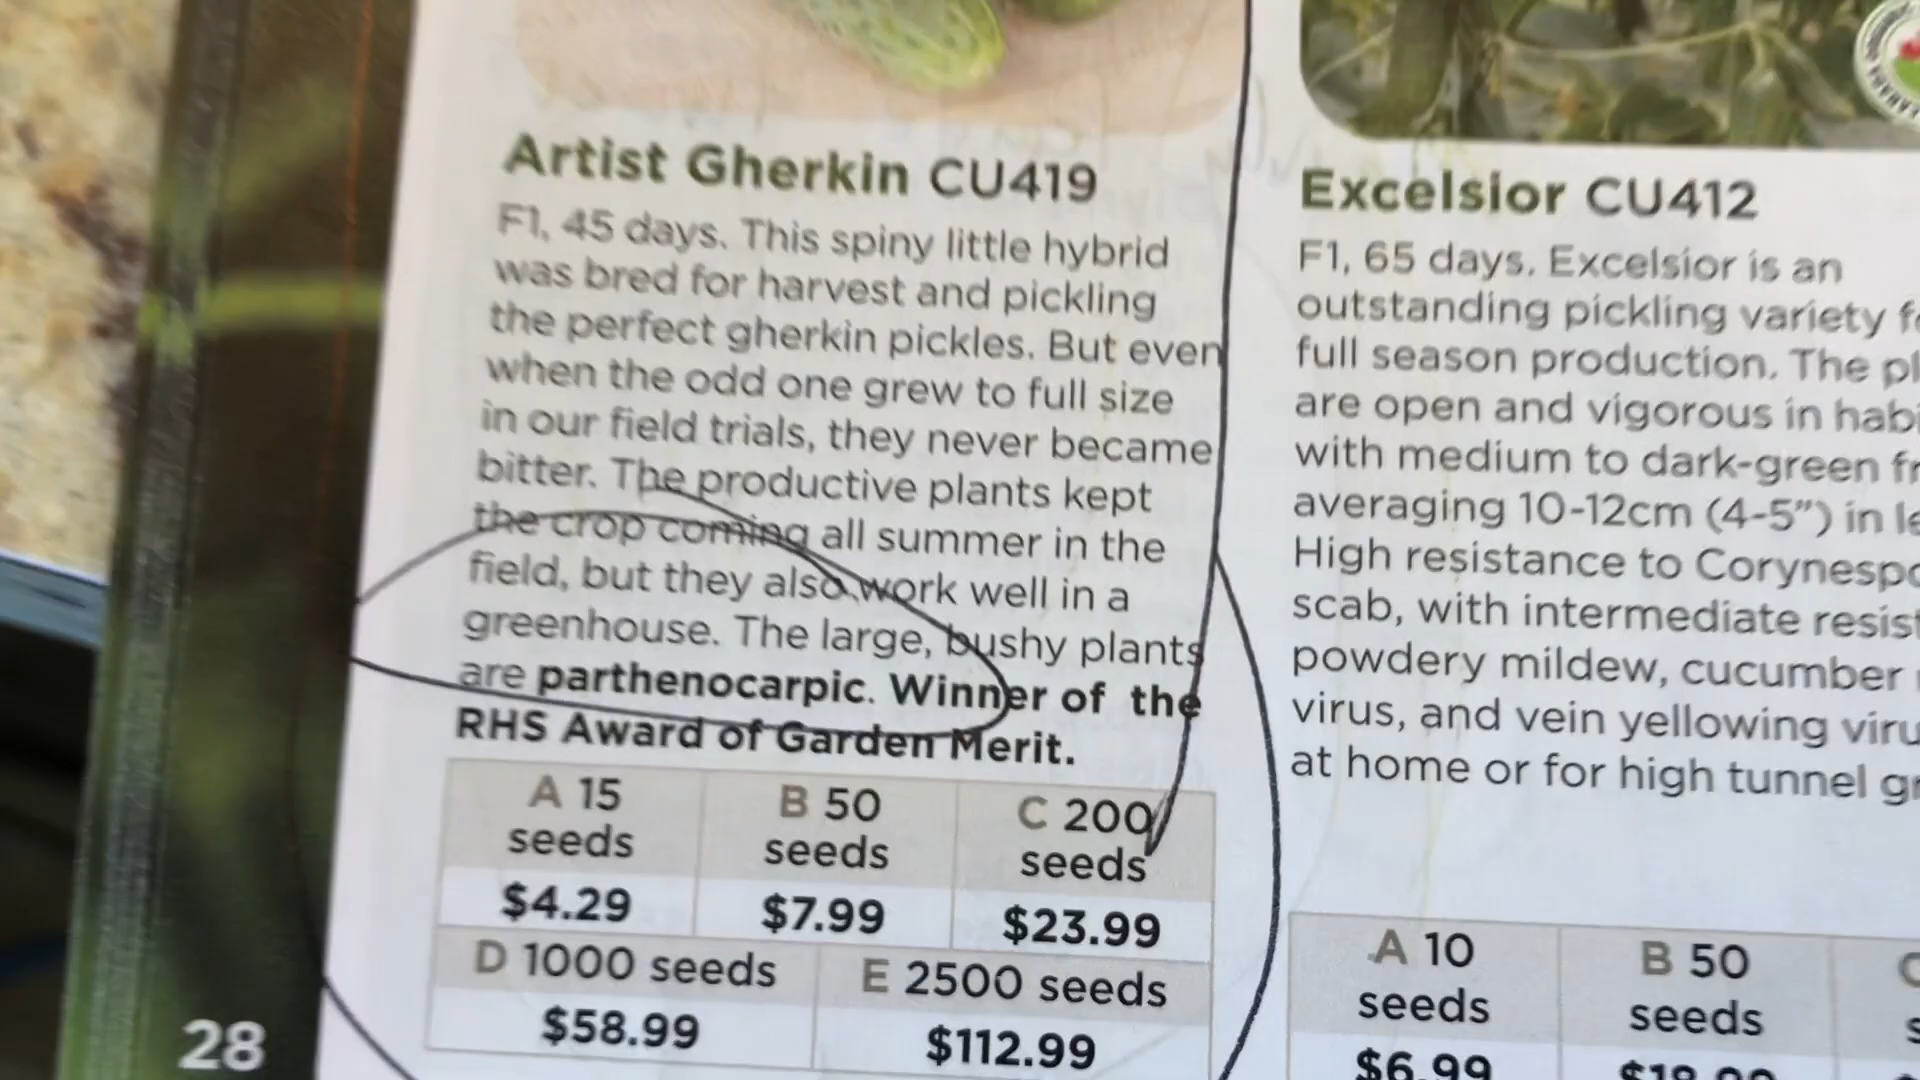 Artist Gherkin CU419
F1, 45 days. This spiny little hybrid
was bred for harvest and pickling
the perfect gherkin pickles. But even
when the odd one grew to full size
in our field trials, they never became
bitter. The productive plants kept
the crop coming all summer in the
field, but they also work well in a
greenhouse. The large, bushy plants
are parthenocarpic. Winner of the
RHS Award of Garden Merit.
A 15 seeds
B 50 seeds
C 200 seeds
$4.29
$7.99
$23.99
D 1000 seeds
E 2500 seeds
$58.99
$112.99
28
Excelsior CU412
F1, 65 days. Excelsior is an
outstanding pickling variety
full season production. The
are open and vigorous in
with medium to dark-green
averaging 10-12cm (4-5") in
High resistance to
scab, with intermediate
powdery mildew, cucumber
virus, and vein yellowing
at home or for high tunnel
A 10 seeds
B 50 seeds
$6.99